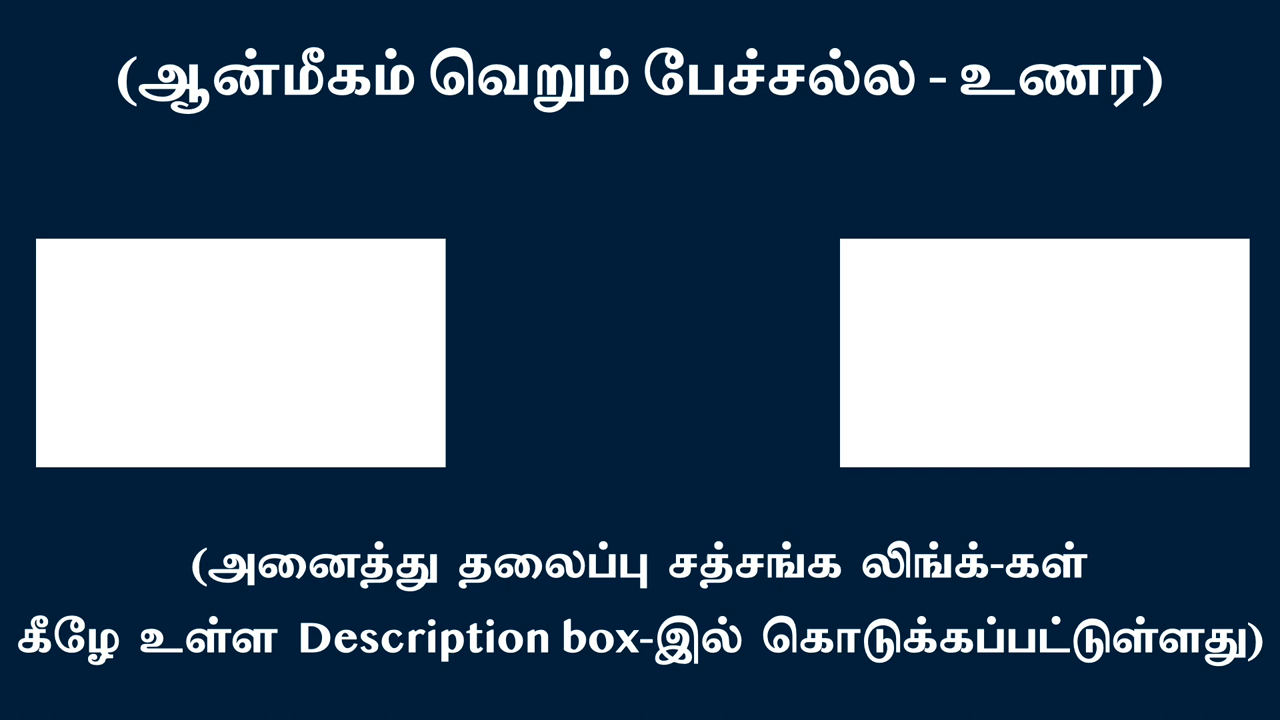 (ஆன்மீகம் வெறும் பேச்சல்ல - உணர)
(அனைத்து தலைப்பு சத்சங்க லிங்க்-கள்
கீழே உள்ள Description box-இல் கொடுக்கப்பட்டுள்ளது)